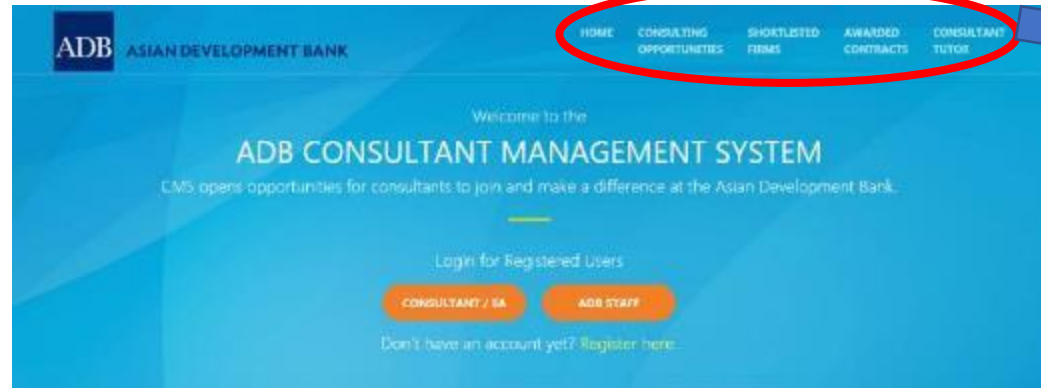 ADB ASIAN DEVELOPMENT BANK
HOME
CONSULTING OPPORTUNITIES
SHORTLISTED FIRMS
AWARDED CONTRACTS
CONSULTANT TUTOR
Welcome to the
ADB CONSULTANT MANAGEMENT SYSTEM
CMS opens opportunities for consultants to join and make a difference at the Asian Development Bank.
Login for Registered Users
CONSULTANT / EA
ADB STAFF
Don't have an account yet? Register here.